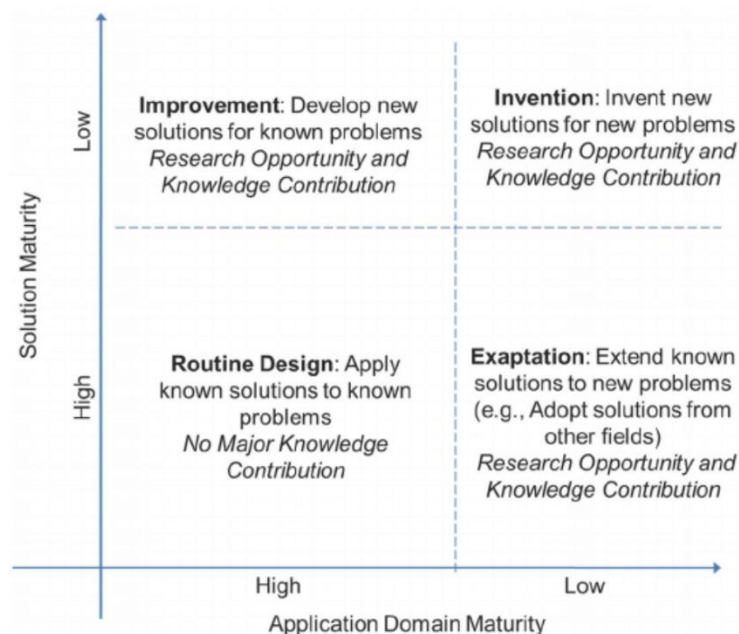 Solution Maturity
Low
High
Improvement: Develop new
solutions for known problems
Research Opportunity and
Knowledge Contribution
Invention: Invent new
solutions for new problems
Research Opportunity and
Knowledge Contribution
Routine Design: Apply
known solutions to known
problems
No Major Knowledge
Contribution
Exaptation: Extend known
solutions to new problems
(e.g., Adopt solutions from
other fields)
Research Opportunity and
Knowledge Contribution
High
Low
Application Domain Maturity